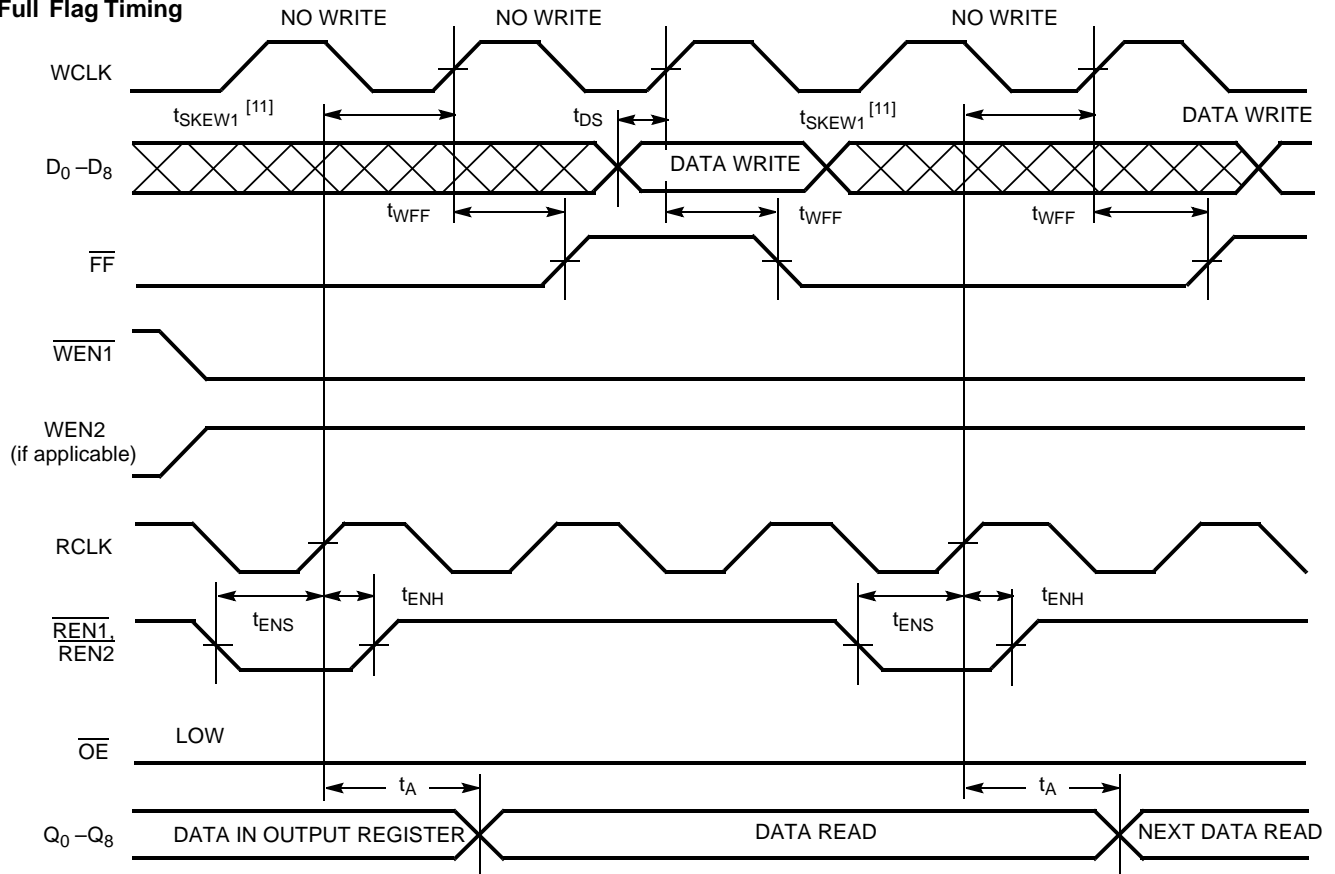 Full Flag Timing
NO WRITE
NO WRITE
NO WRITE
WCLK
tSKEW1 [11]
tDS
tSKEW1 [11]
DATA WRITE
D0 –D8
DATA WRITE
tWFF
tWFF
tWFF
FF
WEN1
WEN2
(if applicable)
RCLK
tENS
tENH
tENS
tENH
REN1,
REN2
OE
LOW
tA
tA
Q0 –Q8
DATA IN OUTPUT REGISTER
DATA READ
NEXT DATA READ